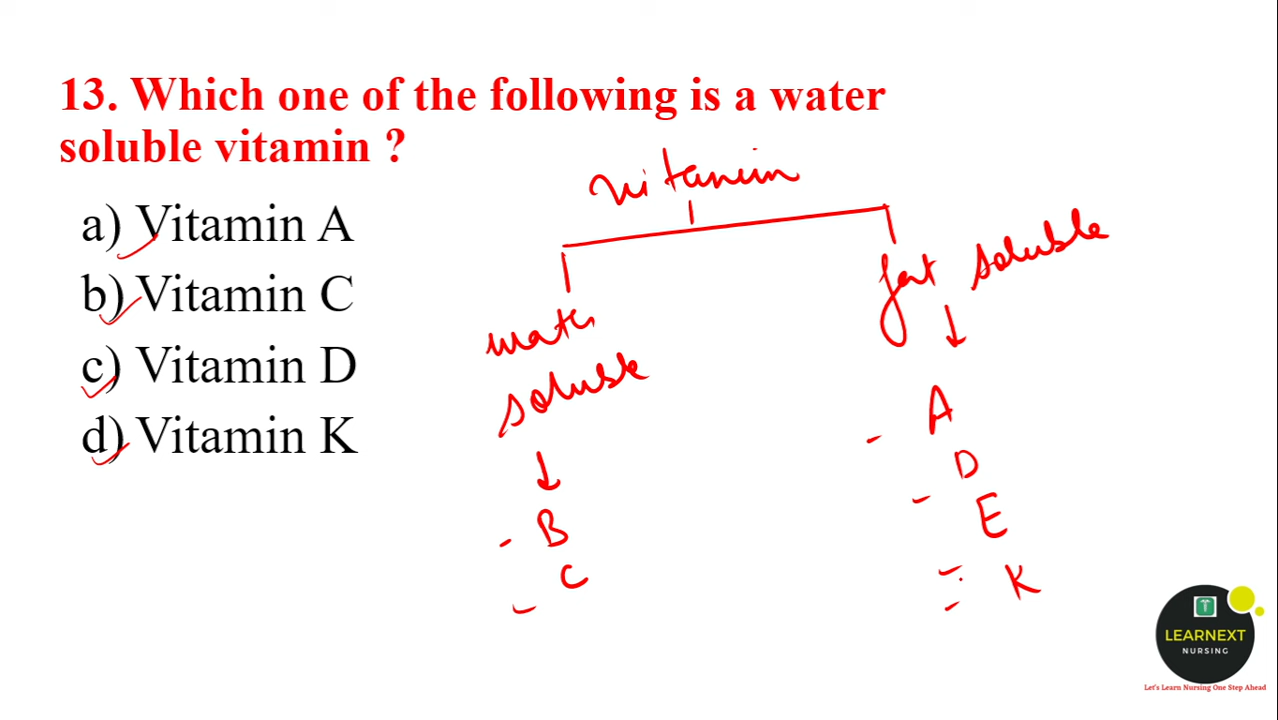 13. Which one of the following is a water
soluble vitamin ?
a) Vitamin A
b) Vitamin C
c) Vitamin D
d) Vitamin K
vitamin
water
soluble
B
C
fat soluble
A
D
E
K
LEARNEXT
NURSING
Let's Learn Nursing One Step Ahead